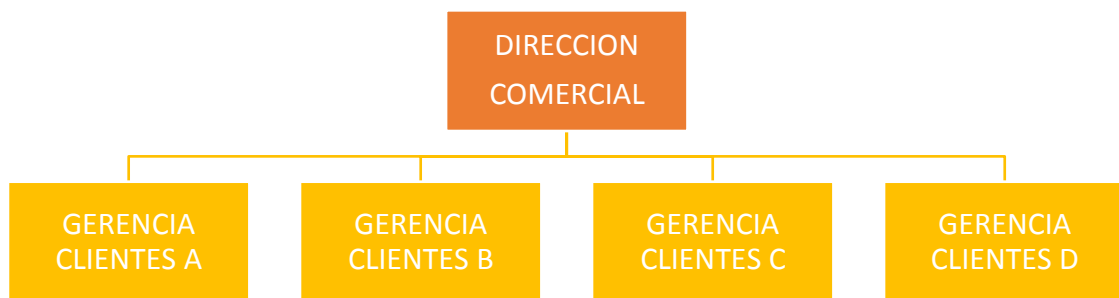 DIRECCION
COMERCIAL
GERENCIA
CLIENTES A
GERENCIA
CLIENTES B
GERENCIA
CLIENTES C
GERENCIA
CLIENTES D